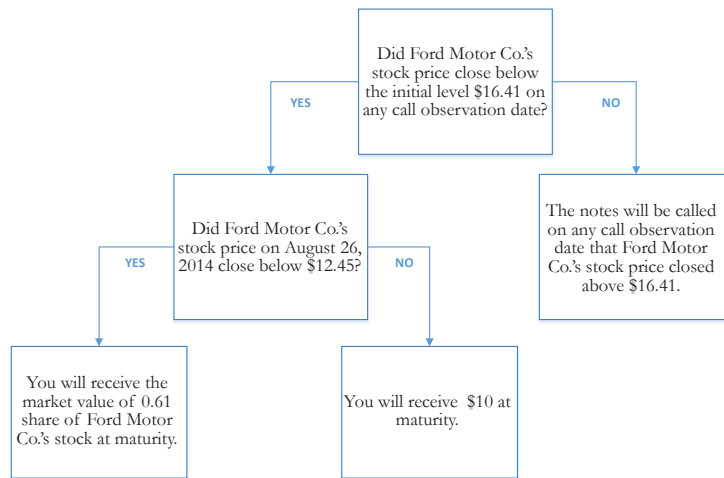 Did Ford Motor Co.'s
stock price close below
the initial level $16.41 on
any call observation date?
YES
NO
Did Ford Motor Co.'s
stock price on August 26,
2014 close below $12.45?
The notes will be called
on any call observation
date that Ford Motor
Co.'s stock price closed
above $16.41.
YES
NO
You will receive the
market value of 0.61
share of Ford Motor
Co.'s stock at maturity.
You will receive $10 at
maturity.